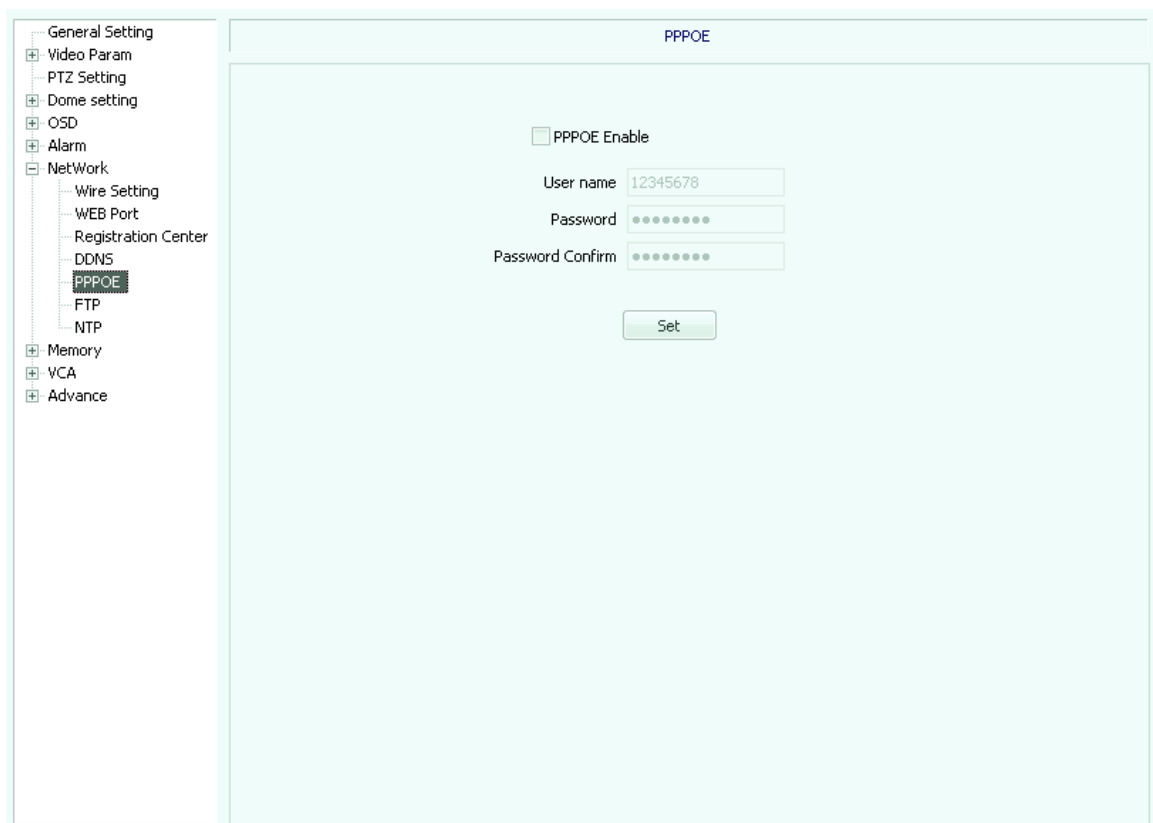 General Setting
Video Param
PTZ Setting
Dome setting
OSD
Alarm
NetWork
Wire Setting
WEB Port
Registration Center
DDNS
PPPOE
FTP
NTP
Memory
VCA
Advance
PPPOE
PPPOE Enable
User name 12345678
Password ●●●●●●●●
Password Confirm ●●●●●●●●
Set